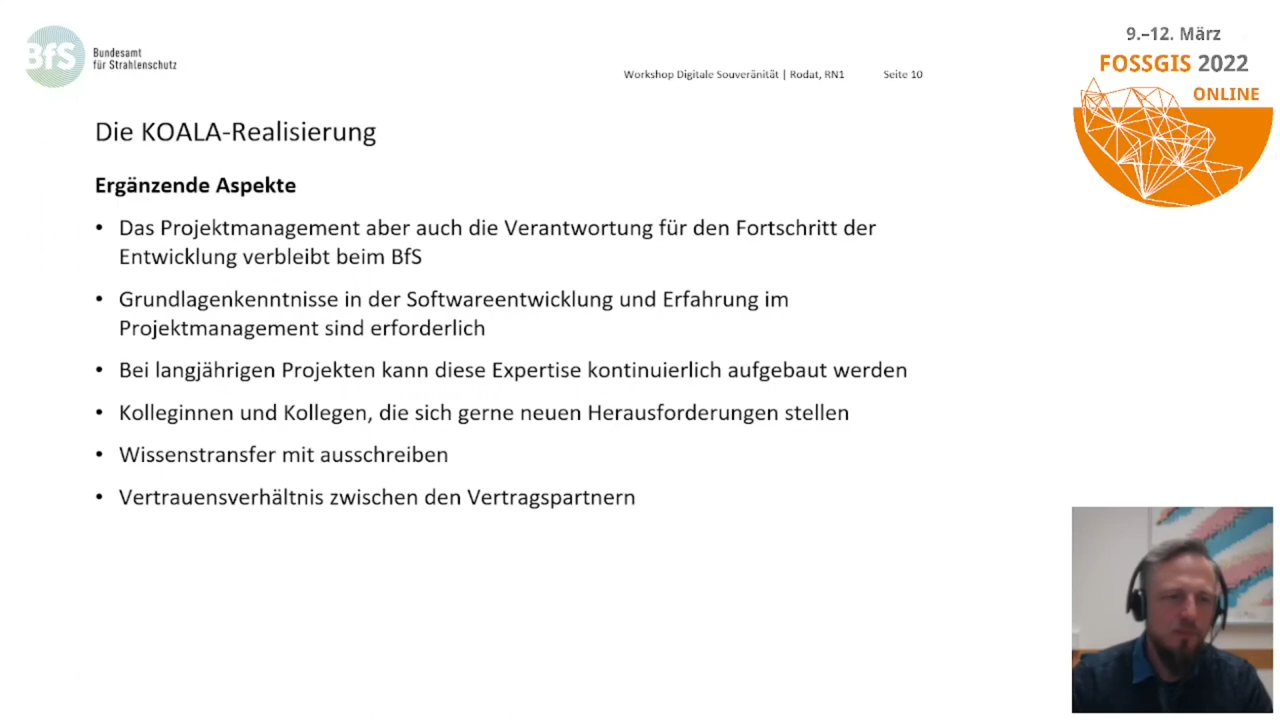 BfS
Bundesamt
für Strahlenschutz
Workshop Digitale Souveränität | Rodat, RN1 Seite 10
9.–12. März
FOSSGIS 2022
ONLINE
Die KOALA-Realisierung
Ergänzende Aspekte
• Das Projektmanagement aber auch die Verantwortung für den Fortschritt der
Entwicklung verbleibt beim BfS
• Grundlagenkenntnisse in der Softwareentwicklung und Erfahrung im
Projektmanagement sind erforderlich
• Bei langjährigen Projekten kann diese Expertise kontinuierlich aufgebaut werden
• Kolleginnen und Kollegen, die sich gerne neuen Herausforderungen stellen
• Wissenstransfer mit ausschreiben
• Vertrauensverhältnis zwischen den Vertragspartnern